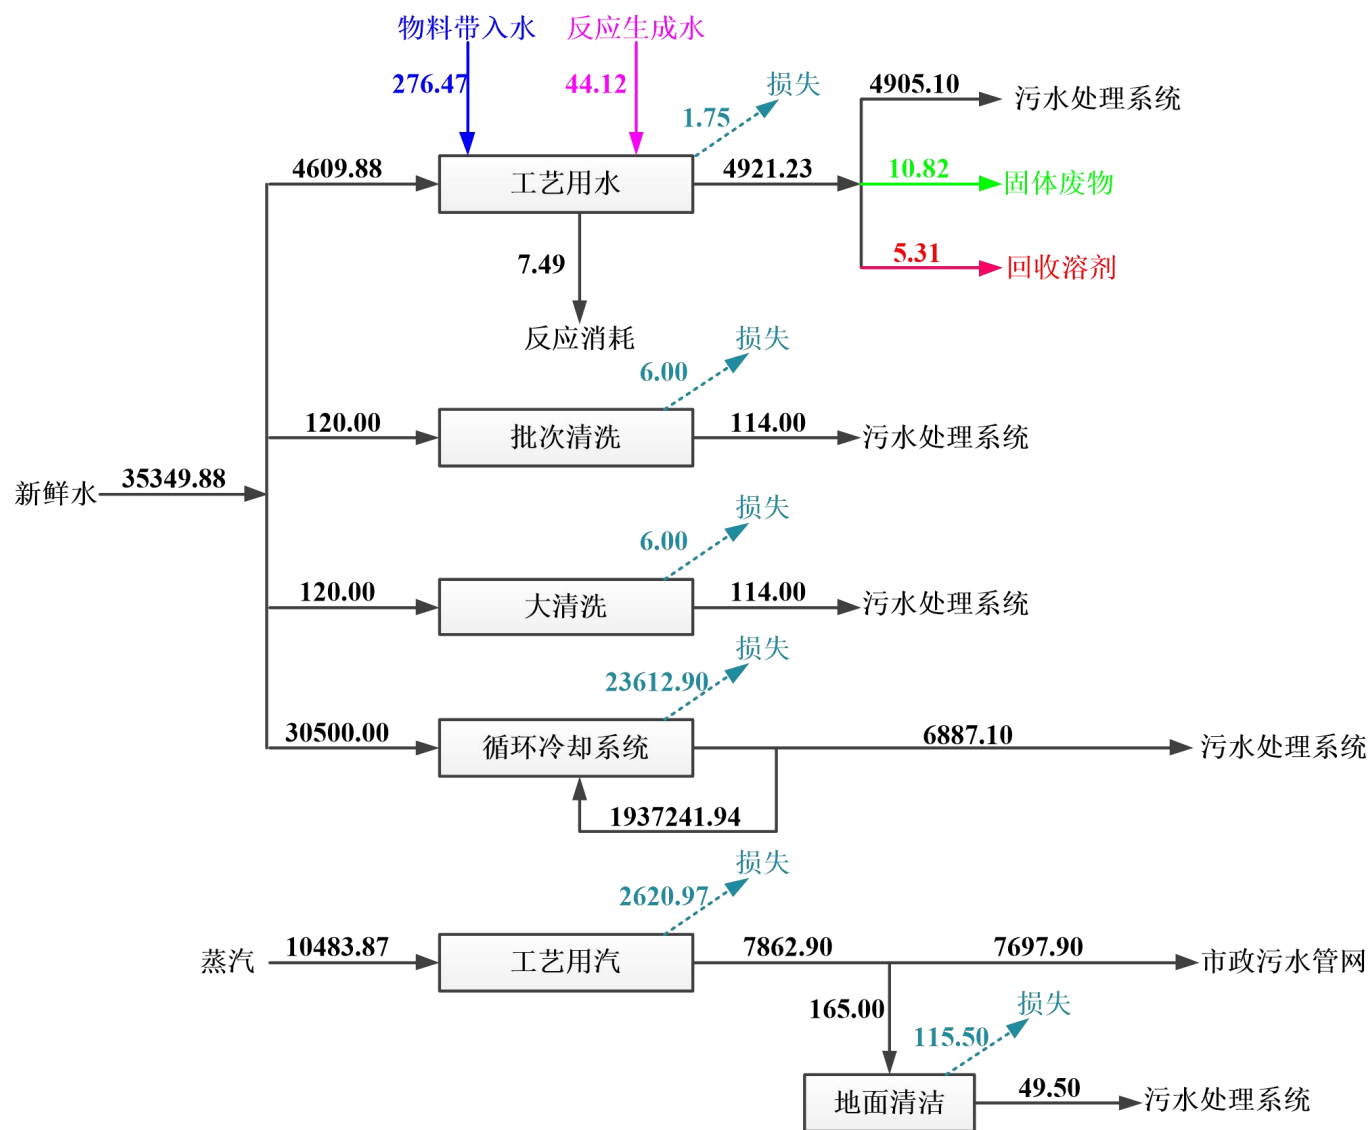 物料带入水
反应生成水
276.47
44.12
损失
1.75
4905.10
污水处理系统
4609.88
工艺用水
4921.23
10.82
固体废物
5.31
回收溶剂
7.49
反应消耗
损失
6.00
120.00
批次清洗
114.00
污水处理系统
新鲜水
35349.88
损失
6.00
120.00
大清洗
114.00
污水处理系统
损失
23612.90
30500.00
循环冷却系统
6887.10
污水处理系统
1937241.94
损失
2620.97
蒸汽
10483.87
工艺用汽
7862.90
7697.90
市政污水管网
165.00
损失
115.50
地面清洁
49.50
污水处理系统